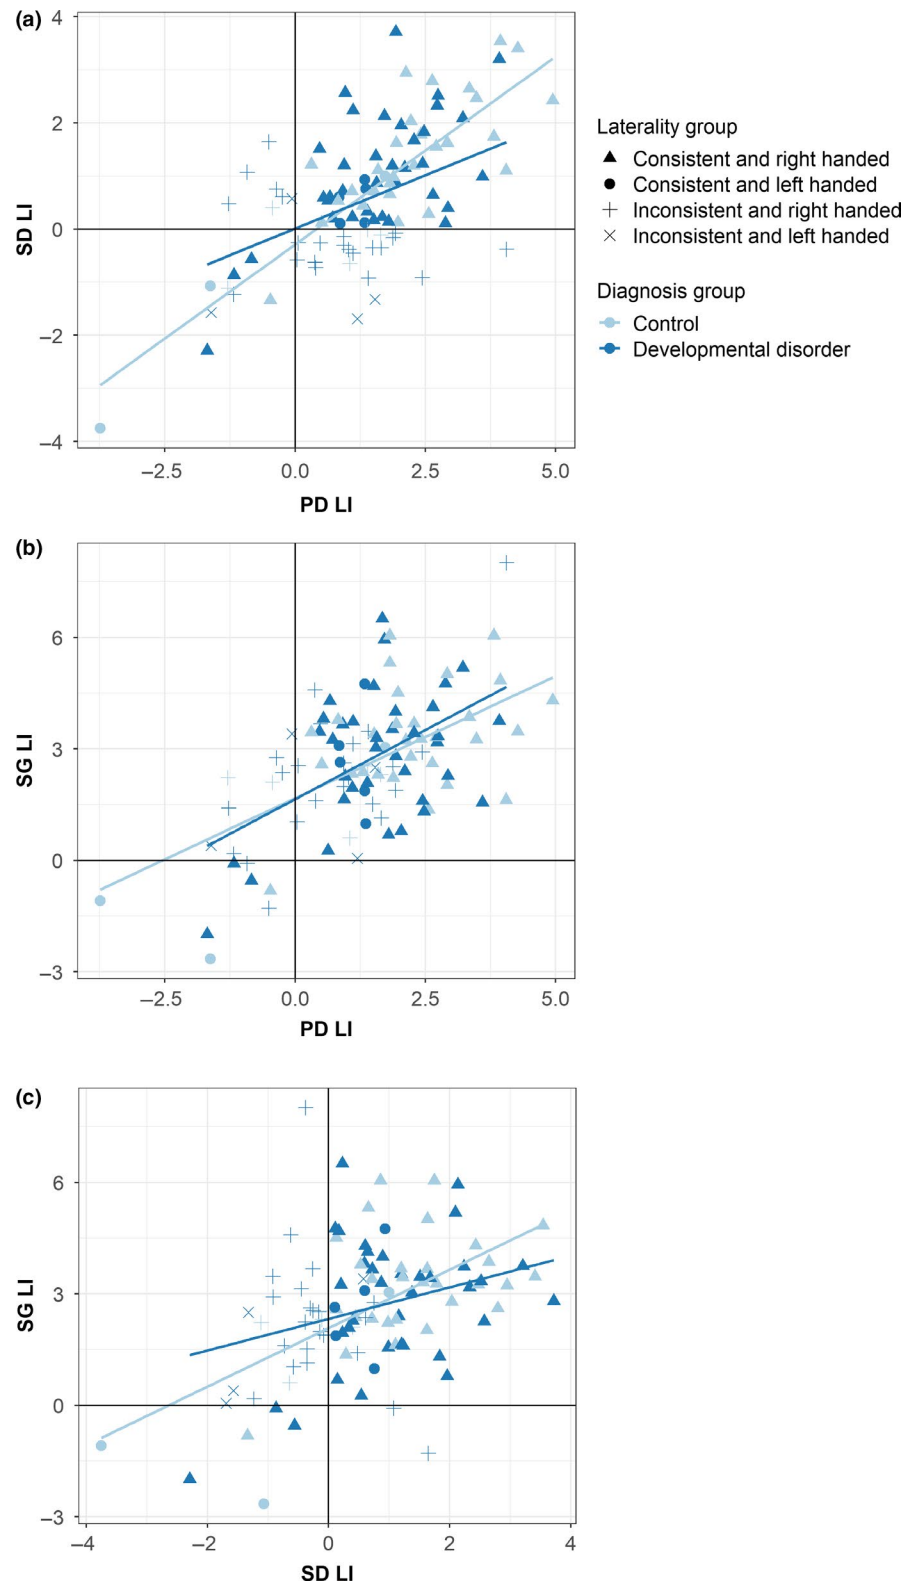 (a)
4
2
0
−2
−4
SD LI
−2.5 0.0 2.5 5.0
PD LI
Laterality group
Consistent and right handed
Consistent and left handed
Inconsistent and right handed
Inconsistent and left handed
Diagnosis group
Control
Developmental disorder
(b)
6
3
0
−3
SG LI
−2.5 0.0 2.5 5.0
PD LI
(c)
6
3
0
−3
SG LI
−4 −2 0 2 4
SD LI